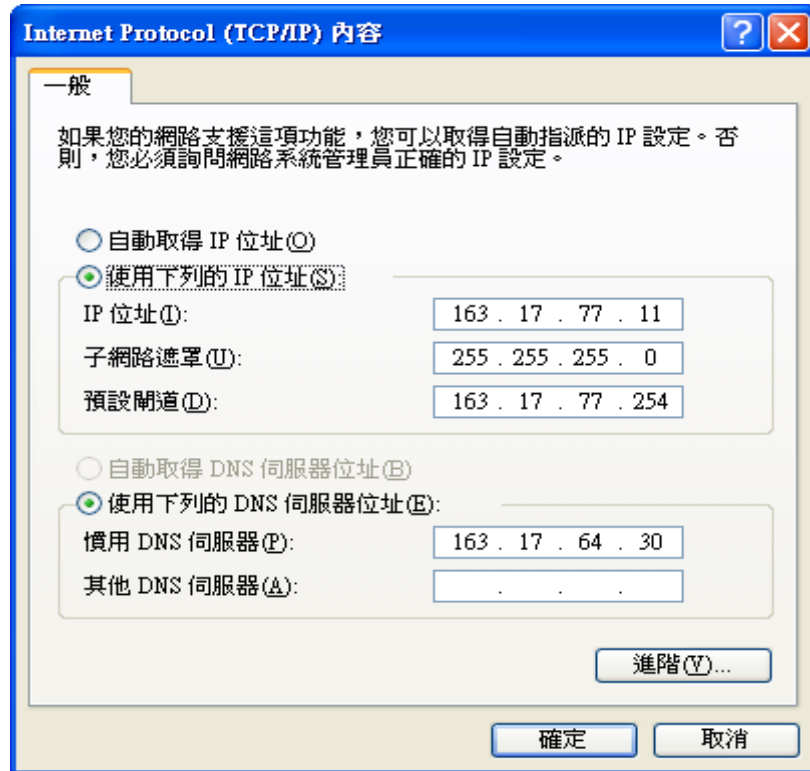 Internet Protocol (TCP/IP) 內容
一般
如果您的網路支援這項功能，您可以取得自動指派的 IP 設定。否
則，您必須詢問網路系統管理員正確的 IP 設定。
自動取得 IP 位址(O)
使用下列的 IP 位址(S):
IP 位址(I): 163 . 17 . 77 . 11
子網路遮罩(U): 255 . 255 . 255 . 0
預設閘道(D): 163 . 17 . 77 . 254
自動取得 DNS 伺服器位址(B)
使用下列的 DNS 伺服器位址(E):
慣用 DNS 伺服器(P): 163 . 17 . 64 . 30
其他 DNS 伺服器(A): . . .
進階(V)...
確定 取消